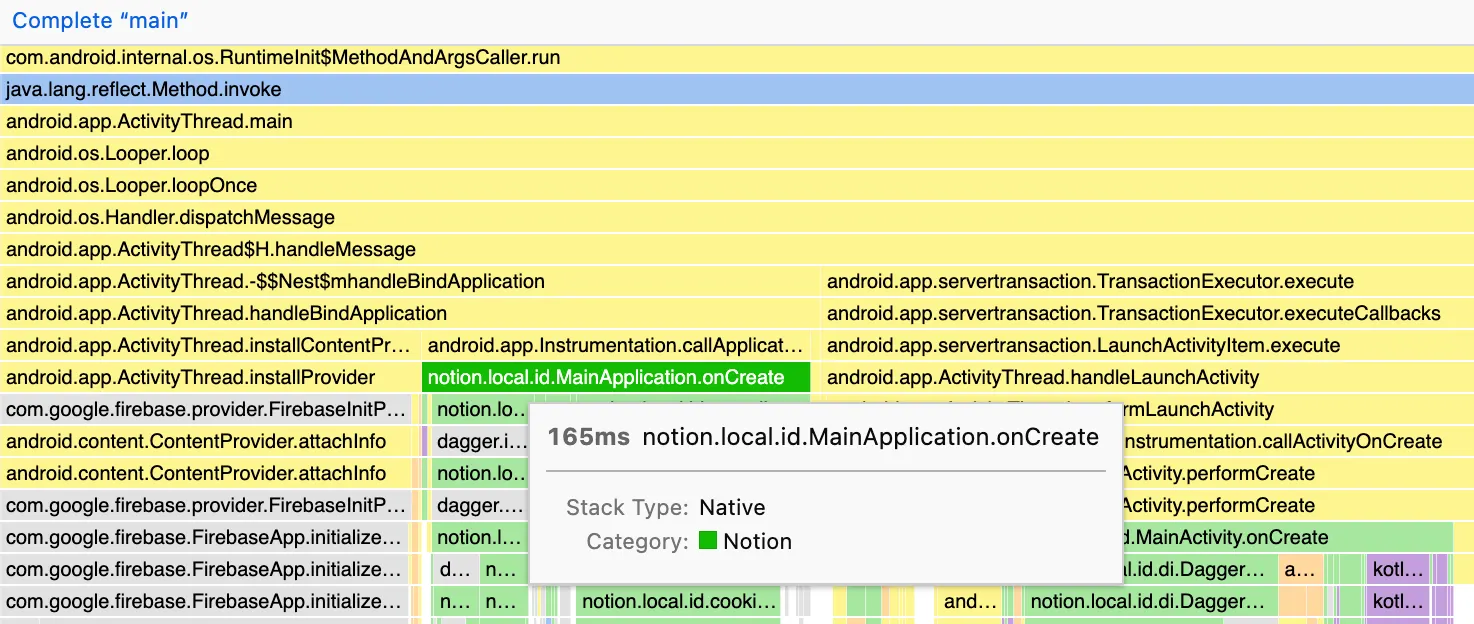 Complete “main”
com.android.internal.os.RuntimeInit$MethodAndArgsCaller.run
java.lang.reflect.Method.invoke
android.app.ActivityThread.main
android.os.Looper.loop
android.os.Looper.loopOnce
android.os.Handler.dispatchMessage
android.app.ActivityThread$H.handleMessage
android.app.ActivityThread.-$$Nest$mhandleBindApplication android.app.servertransaction.TransactionExecutor.execute
android.app.ActivityThread.handleBindApplication android.app.servertransaction.TransactionExecutor.executeCallbacks
android.app.ActivityThread.installContentPr… android.app.Instrumentation.callApplicat… android.app.servertransaction.LaunchActivityItem.execute
android.app.ActivityThread.installProvider notion.local.id.MainApplication.onCreate android.app.ActivityThread.handleLaunchActivity
com.google.firebase.provider.FirebaseInitP… notion.lo… rmLaunchActivity
android.content.ContentProvider.attachInfo dagger.i… nstrumentation.callActivityOnCreate
android.content.ContentProvider.attachInfo notion.lo… Activity.performCreate
com.google.firebase.provider.FirebaseInitP… dagger.… Activity.performCreate
com.google.firebase.FirebaseApp.initialize… notion.l… d.MainActivity.onCreate
com.google.firebase.FirebaseApp.initialize… d… n… al.id.di.Dagger… a… kotl…
com.google.firebase.FirebaseApp.initialize… n… n… notion.local.id.cooki… and… notion.local.id.di.Dagger… kotl…
165ms notion.local.id.MainApplication.onCreate
Stack Type: Native
Category: Notion